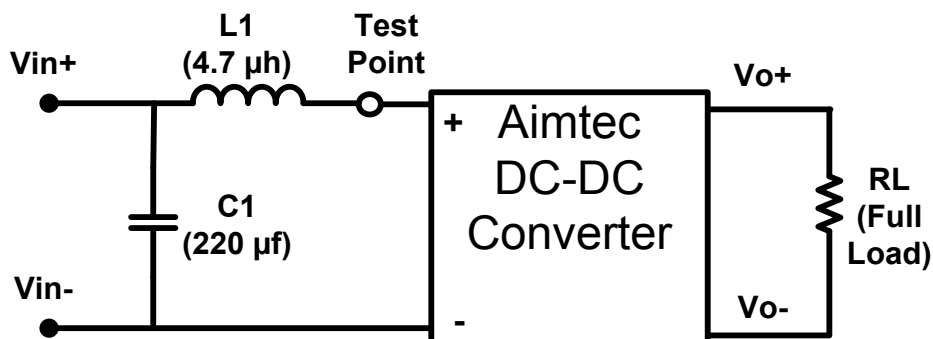 L1
(4.7 µh)
Test
Point
Vin+
Vo+
+
Aimtec
DC-DC
Converter
C1
(220 µf)
RL
(Full
Load)
Vin-
-
Vo-